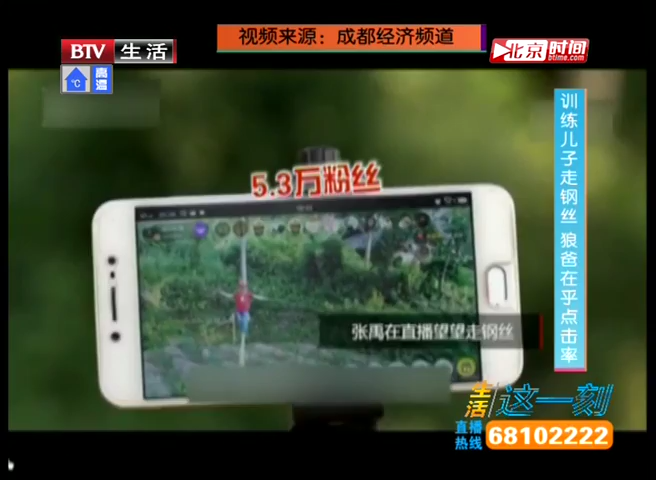 视频来源：成都经济频道
BTV 生活
北京时间
btime.com
℃ 高温
5.3万粉丝
训练儿子走钢丝 狼爸在乎点击率
张禹在直播望望走钢丝
生活 这一刻
直播热线 68102222